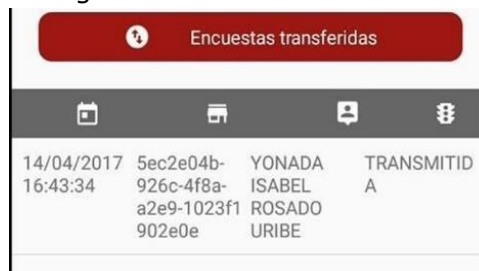 Encuestas transferidas
14/04/2017 5ec2e04b- YONADA TRANSMITID
16:43:34 926c-4f8a- ISABEL A
a2e9-1023f1 ROSADO
902e0e URIBE